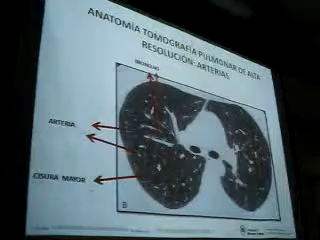 ANATOMÍA TOMOGRAFÍA PULMONAR DE ALTA
RESOLUCIÓN: ARTERIAS
BRONQUIO
ARTERIA
CISURA MAYOR
B